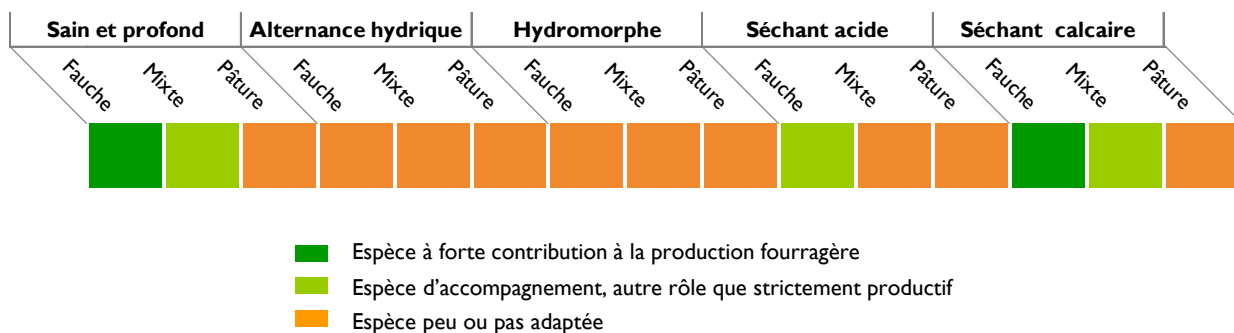 Sain et profond Alternance hydrique Hydromorphe Séchant acide Séchant calcaire
Fauche Mixte Pâture Fauche Mixte Pâture Fauche Mixte Pâture Fauche Mixte Pâture Fauche Mixte Pâture
Espèce à forte contribution à la production fourragère
Espèce d'accompagnement, autre rôle que strictement productif
Espèce peu ou pas adaptée